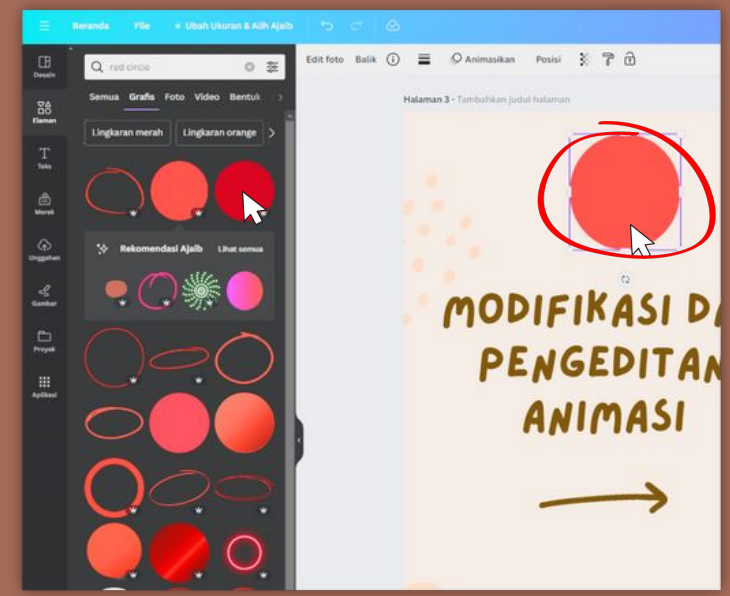 Beranda File Ubah Ukuran & Alih Ajaib
Desain
Elemen
Teks
Merek
Unggahan
Gambar
Proyek
Aplikasi
red circle
Semua Grafis Foto Video Bentuk
Lingkaran merah Lingkaran orange
Rekomendasi Ajaib Lihat semua
Edit foto Balik Animasikan Posisi
Halaman 3 - Tambahkan judul halaman
MODIFIKASI DA
PENGEDITAN
ANIMASI